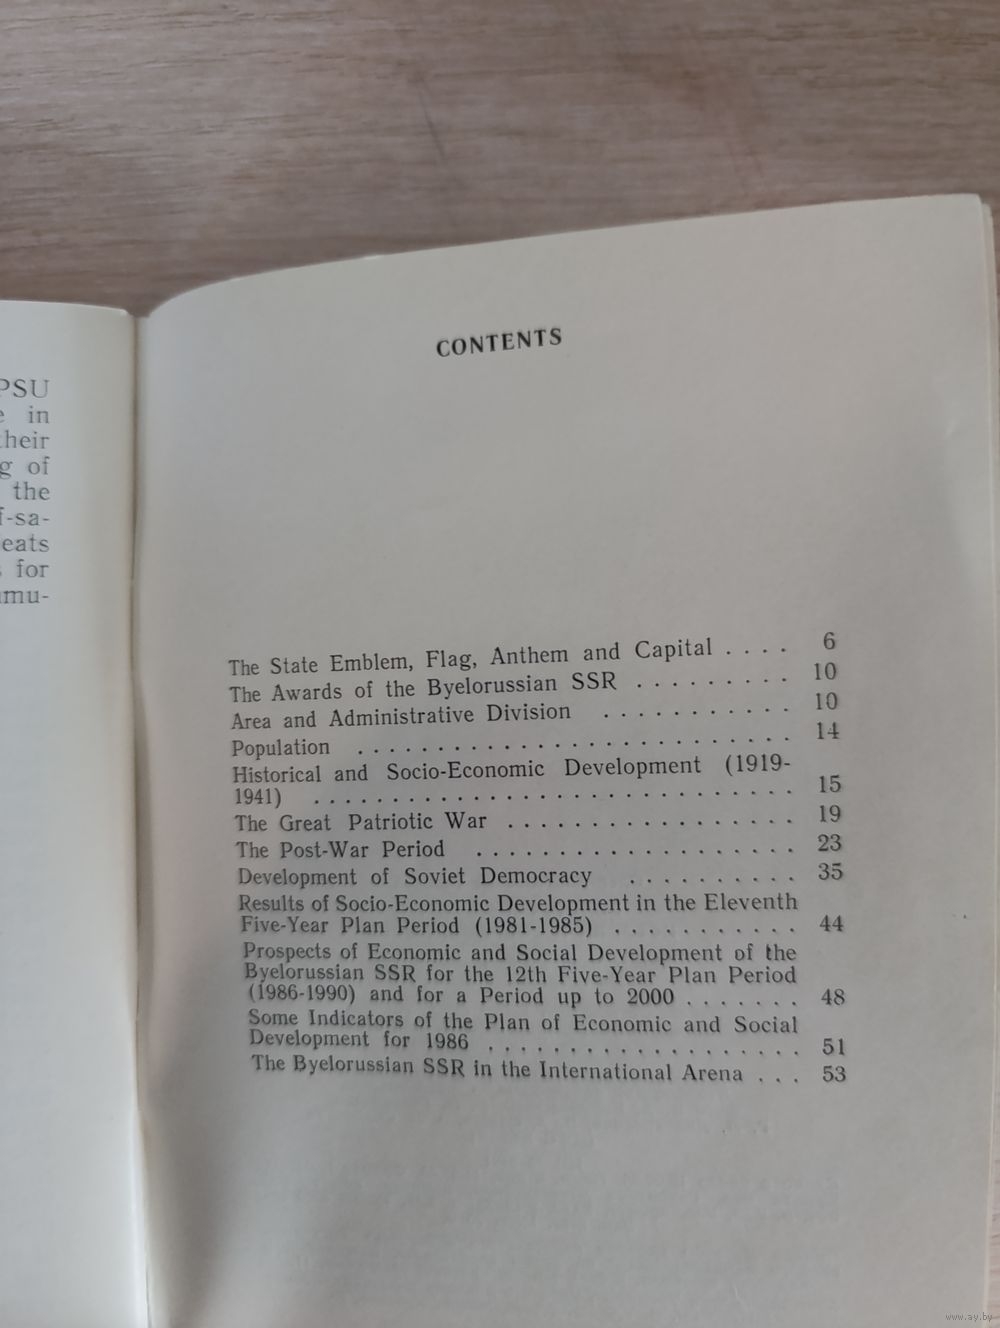 PSU
in
their
of
the
f-sa-
eats
for
mu-
CONTENTS
The State Emblem, Flag, Anthem and Capital . . . . 6
The Awards of the Byelorussian SSR . . . . . . . . . 10
Area and Administrative Division . . . . . . . . . . . 10
Population . . . . . . . . . . . . . . . . . . . . . . . . . 14
Historical and Socio-Economic Development (1919-
1941) . . . . . . . . . . . . . . . . . . . . . . . . . . . . 15
The Great Patriotic War . . . . . . . . . . . . . . . . . 19
The Post-War Period . . . . . . . . . . . . . . . . . . . 23
Development of Soviet Democracy . . . . . . . . . . 35
Results of Socio-Economic Development in the Eleventh
Five-Year Plan Period (1981-1985) . . . . . . . . . . . 44
Prospects of Economic and Social Development of the
Byelorussian SSR for the 12th Five-Year Plan Period
(1986-1990) and for a Period up to 2000 . . . . . . . 48
Some Indicators of the Plan of Economic and Social
Development for 1986 . . . . . . . . . . . . . . . . . . 51
The Byelorussian SSR in the International Arena . . . 53
www.ay.by